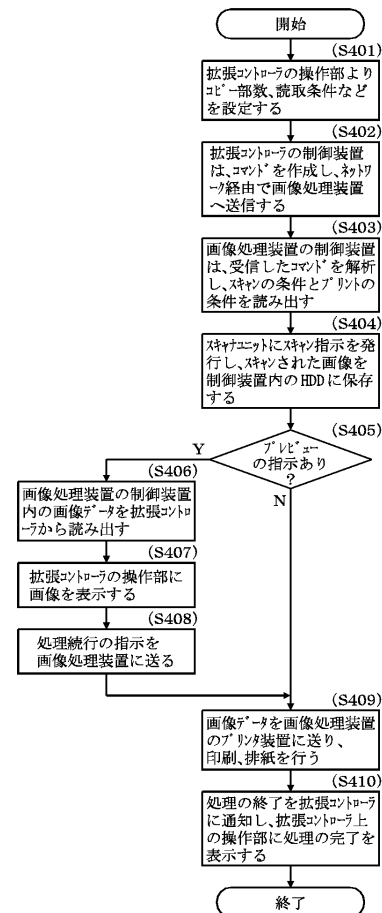 開始
(S401)
拡張ｺﾝﾄﾛｰﾗの操作部より
ｺﾋﾟｰ部数、読取条件など
を設定する
(S402)
拡張ｺﾝﾄﾛｰﾗの制御装置
は、ｺﾏﾝﾄﾞを作成し、ﾈｯﾄﾜ
ｰｸ経由で画像処理装置
へ送信する
(S403)
画像処理装置の制御装置
は、受信したｺﾏﾝﾄﾞを解析
し、ｽｷｬﾝの条件とﾌﾟﾘﾝﾄの
条件を読み出す
(S404)
ｽｷｬﾅﾕﾆｯﾄにｽｷｬﾝ指示を発
行し、ｽｷｬﾝされた画像を
制御装置内のHDDに保存
する
(S405)
ﾌﾟﾚﾋﾞｭｰ
の指示あり
?
Y
N
(S406)
画像処理装置の制御装置
内の画像ﾃﾞｰﾀを拡張ｺﾝﾄﾛ
ｰﾗから読み出す
(S407)
拡張ｺﾝﾄﾛｰﾗの操作部に
画像を表示する
(S408)
処理続行の指示を
画像処理装置に送る
(S409)
画像ﾃﾞｰﾀを画像処理装置
のﾌﾟﾘﾝﾀ装置に送り、
印刷、排紙を行う
(S410)
処理の終了を拡張ｺﾝﾄﾛｰﾗ
に通知し、拡張ｺﾝﾄﾛｰﾗ上
の操作部に処理の完了を
表示する
終了